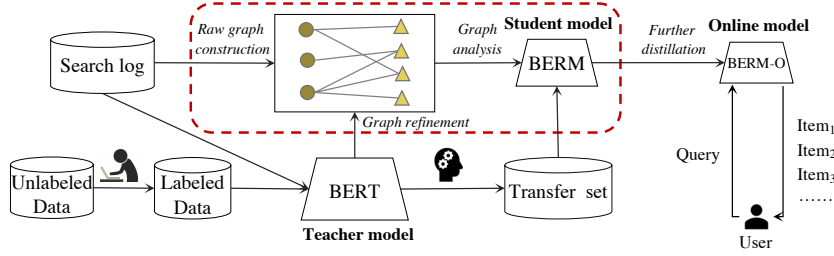 Raw graph
construction
Graph
analysis
Student model
Further
distillation
Online model
Search log
BERM
BERM-O
Graph refinement
Item1
Item2
Item3
……
Query
Unlabeled
Data
Labeled
Data
BERT
Transfer set
Teacher model
User